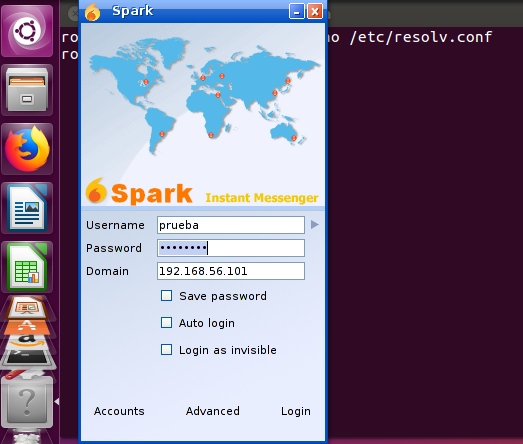 Spark
ro
o /etc/resolv.conf
ro
Spark Instant Messenger
Username prueba
Password ••••••••
Domain 192.168.56.101
Save password
Auto login
Login as invisible
Accounts Advanced Login